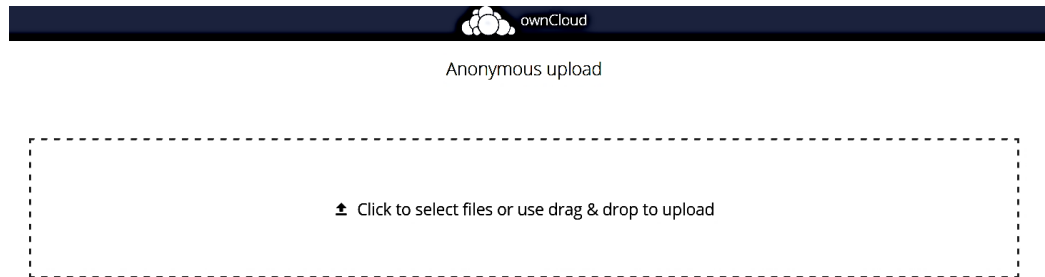 ownCloud
Anonymous upload
Click to select files or use drag & drop to upload